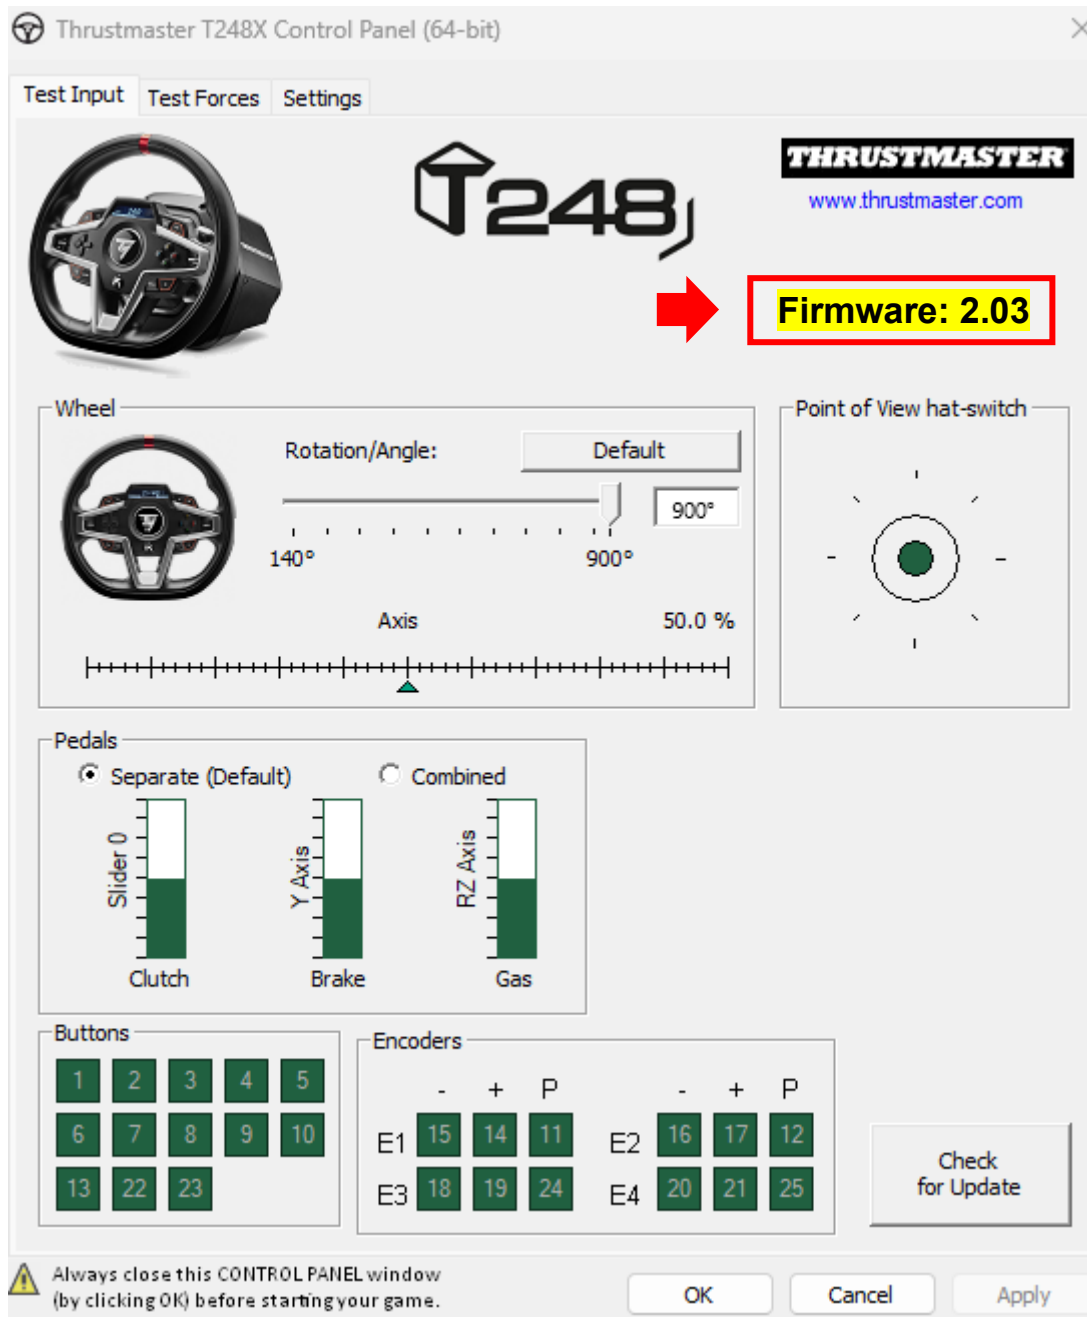 Thrustmaster T248X Control Panel (64-bit)
Test Input Test Forces Settings
T248
THRUSTMASTER
www.thrustmaster.com
Firmware: 2.03
Wheel
Rotation/Angle: Default
900°
140° 900°
Axis 50.0 %
Point of View hat-switch
Pedals
Separate (Default) Combined
Slider 0 Y Axis RZ Axis
Clutch Brake Gas
Buttons
1 2 3 4 5
6 7 8 9 10
13 22 23
Encoders
- + P - + P
E1 15 14 11 E2 16 17 12
E3 18 19 24 E4 20 21 25
Check
for Update
Always close this CONTROL PANEL window
(by clicking OK) before starting your game.
OK Cancel Apply